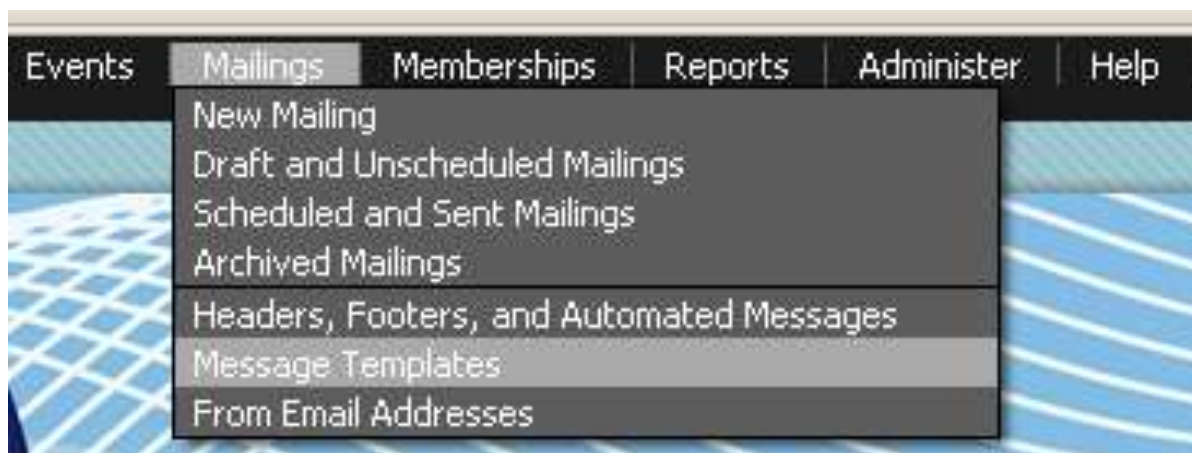 Events Mailings Memberships Reports Administer Help
New Mailing
Draft and Unscheduled Mailings
Scheduled and Sent Mailings
Archived Mailings
Headers, Footers, and Automated Messages
Message Templates
From Email Addresses